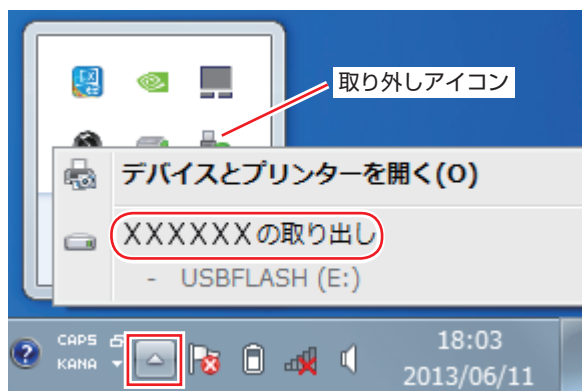 取り外しアイコン
デバイスとプリンターを開く(O)
XXXXXXの取り出し
- USBFLASH (E:)
CAPS
KANA
18:03
2013/06/11